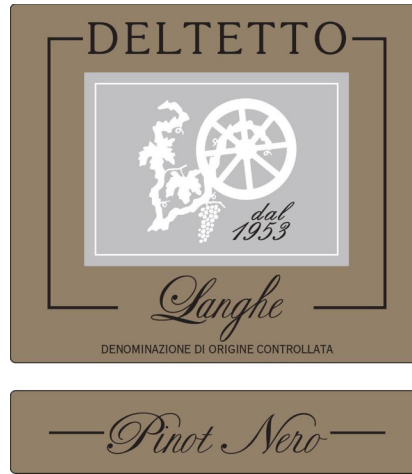 DELTETTO
dal
1953
Langhe
DENOMINAZIONE DI ORIGINE CONTROLLATA
Pinot Nero